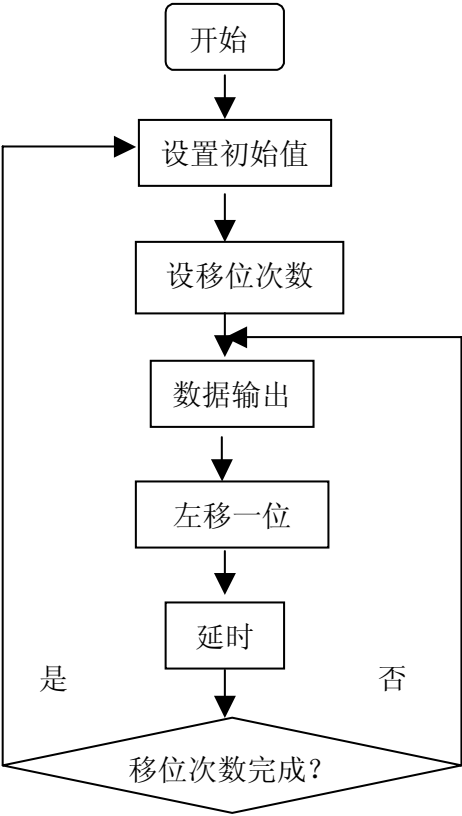 开始
设置初始值
设移位次数
数据输出
左移一位
延时
是
否
移位次数完成?